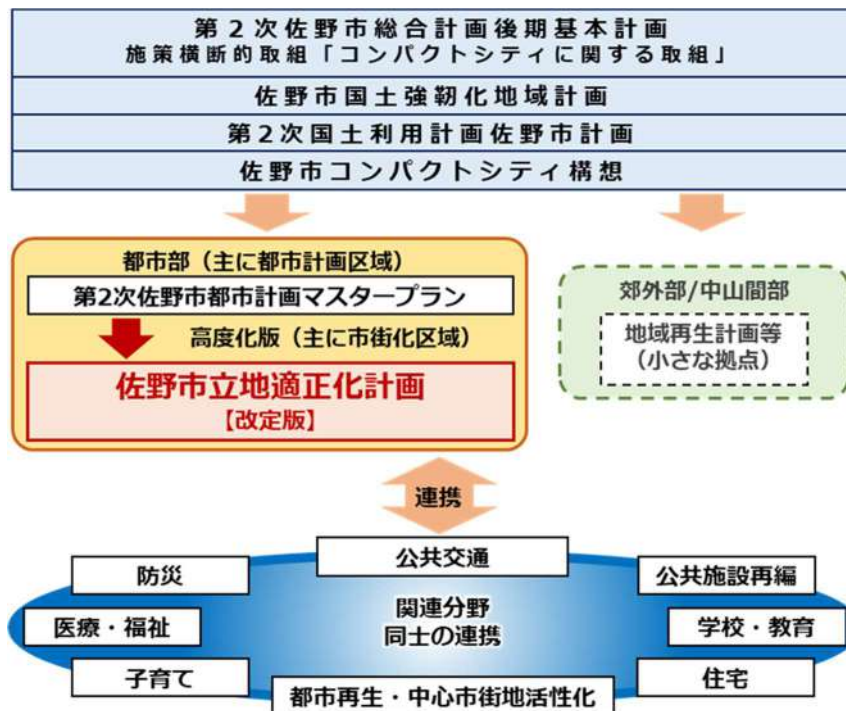 第2次佐野市総合計画後期基本計画
施策横断的取組「コンパクトシティに関する取組」
佐野市国土強靭化地域計画
第2次国土利用計画佐野市計画
佐野市コンパクトシティ構想
都市部（主に都市計画区域）
第2次佐野市都市計画マスタープラン
高度化版（主に市街化区域）
佐野市立地適正化計画
【改定版】
郊外部/中山間部
地域再生計画等
（小さな拠点）
連携
公共交通
防災
公共施設再編
関連分野
同士の連携
医療・福祉
学校・教育
子育て
住宅
都市再生・中心市街地活性化